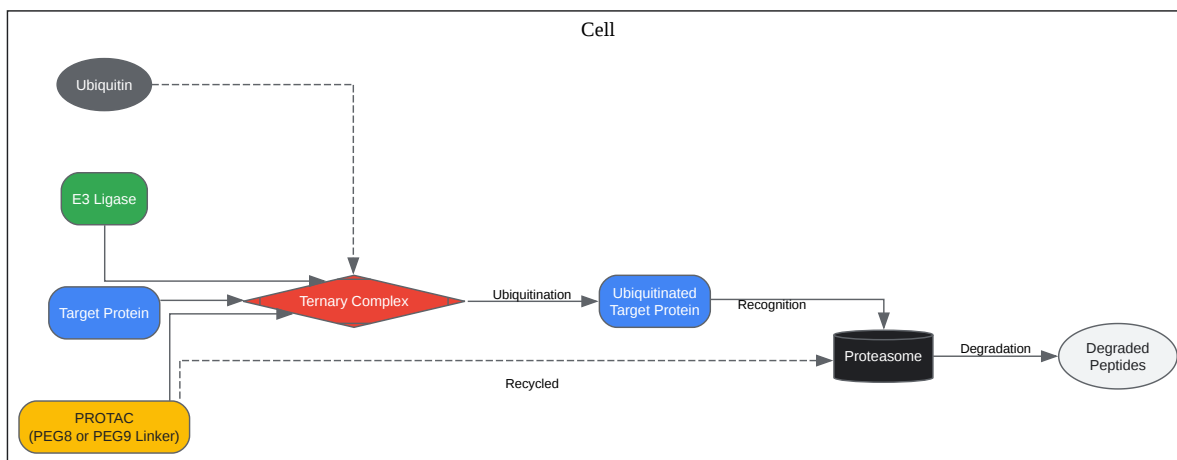 Cell
Ubiquitin
E3 Ligase
Target Protein
Ternary Complex
Ubiquitination
Ubiquitinated
Target Protein
Recognition
Proteasome
Degradation
Degraded
Peptides
Recycled
PROTAC
(PEG8 or PEG9 Linker)